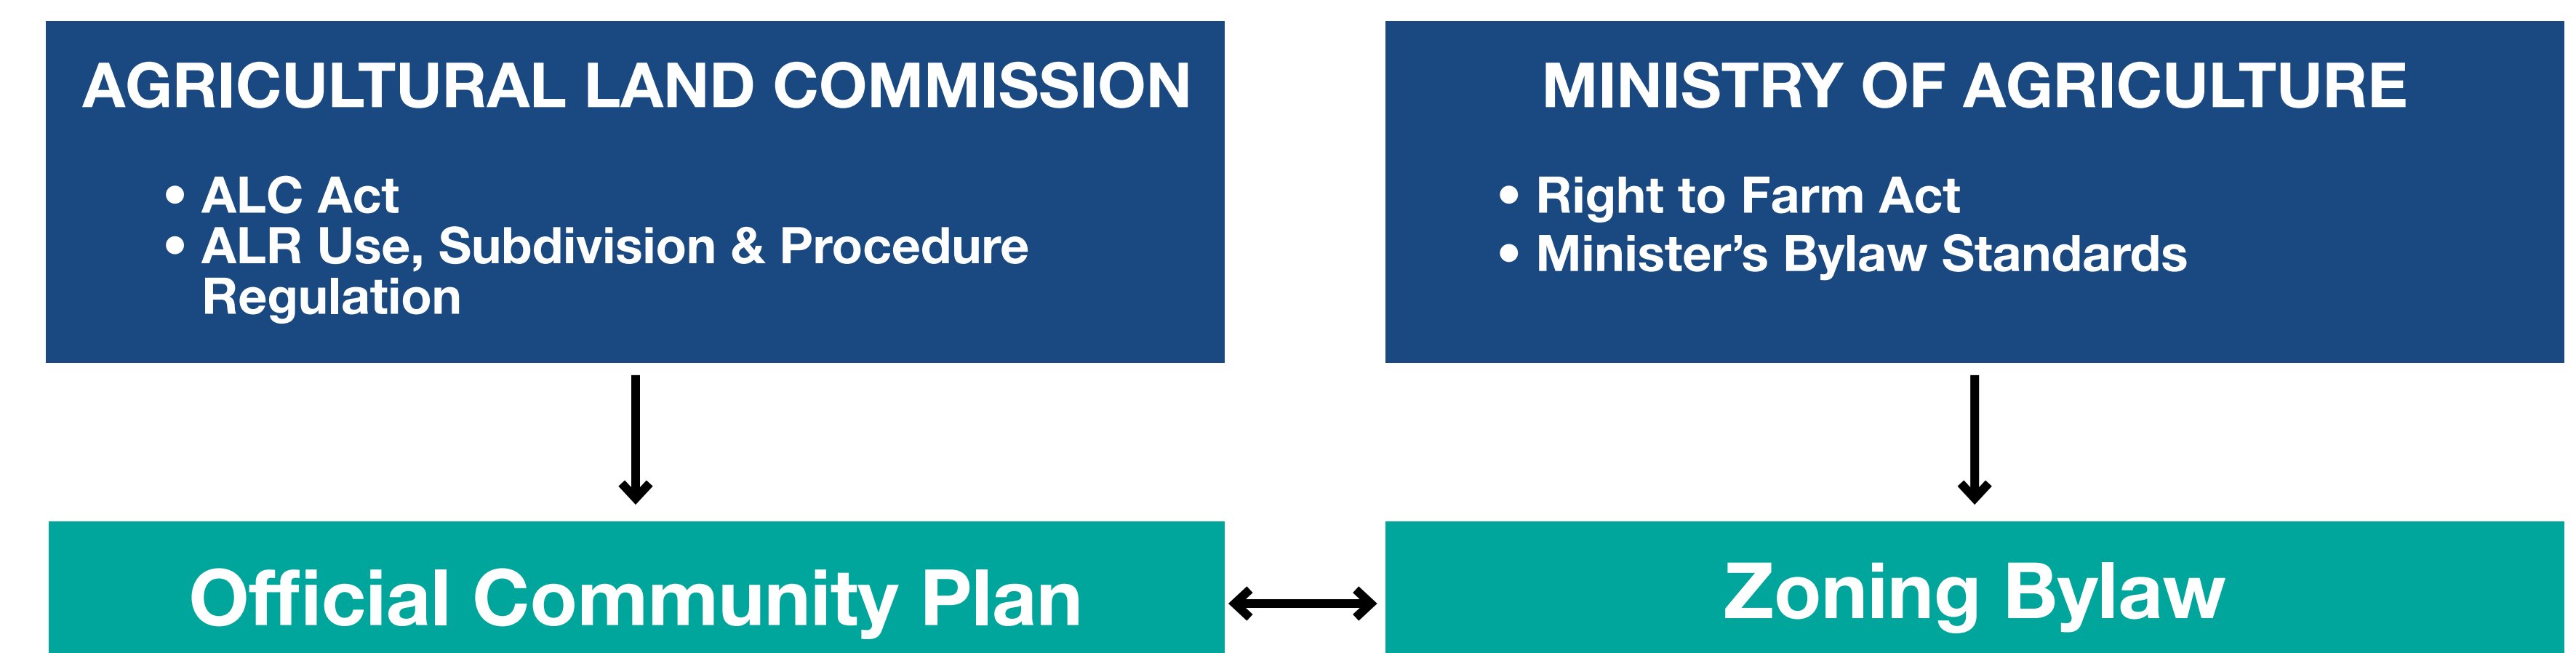 AGRICULTURAL LAND COMMISSION
• ALC Act
• ALR Use, Subdivision & Procedure
Regulation
MINISTRY OF AGRICULTURE
• Right to Farm Act
• Minister’s Bylaw Standards
Official Community Plan
Zoning Bylaw